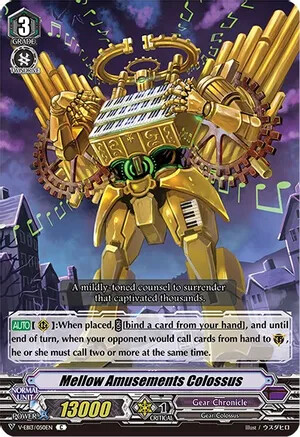 3
GRADE
TWIN DRIVE
A mildly-toned counsel to surrender
that captivated thousands.
AUTO [ ]:When placed, [bind a card from your hand], and until
end of turn, when your opponent would call cards from hand to
he or she must call two or more at the same time.
Mellow Amusements Colossus
NORMAL
UNIT
POWER
13000
1
CRITICAL
Gear Chronicle
Gear Colossus
V-EB13/050EN C
Illust / ウスダヒロ